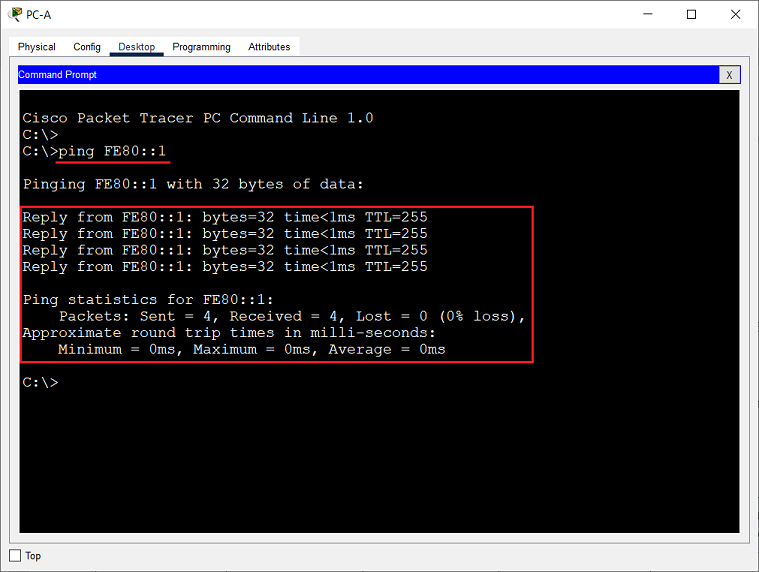 PC-A
Physical Config Desktop Programming Attributes
Command Prompt X
Cisco Packet Tracer PC Command Line 1.0
C:\>
C:\>ping FE80::1
Pinging FE80::1 with 32 bytes of data:
Reply from FE80::1: bytes=32 time<1ms TTL=255
Reply from FE80::1: bytes=32 time<1ms TTL=255
Reply from FE80::1: bytes=32 time<1ms TTL=255
Reply from FE80::1: bytes=32 time<1ms TTL=255
Ping statistics for FE80::1:
Packets: Sent = 4, Received = 4, Lost = 0 (0% loss),
Approximate round trip times in milli-seconds:
Minimum = 0ms, Maximum = 0ms, Average = 0ms
C:\>
Top